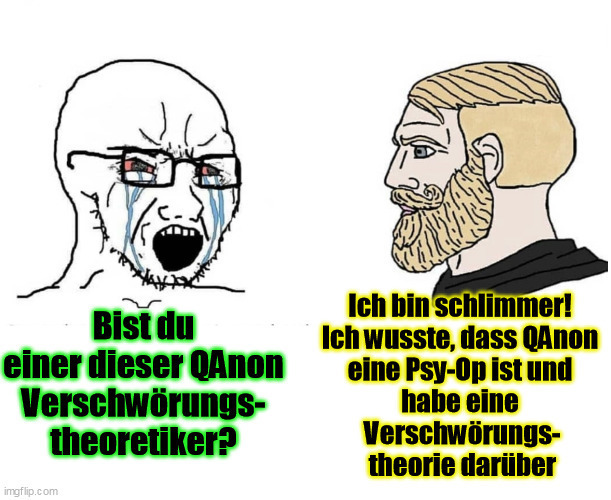 Bist du
einer dieser QAnon
Verschwörungs-
theoretiker?
Ich bin schlimmer!
Ich wusste, dass QAnon
eine Psy-Op ist und
habe eine
Verschwörungs-
theorie darüber
imgflip.com